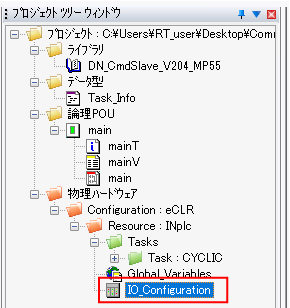 プロジェクト ツリー ウィンドウ
プロジェクト : C:¥Users¥RT_user¥Desktop¥Com
ライブラリ
DN_CmdSlave_V204_MP55
データ型
Task_Info
論理POU
main
mainT
mainV
main
物理ハードウェア
Configuration : eCLR
Resource : INplc
Tasks
Task : CYCLIC
Global_Variables
IO_Configuration